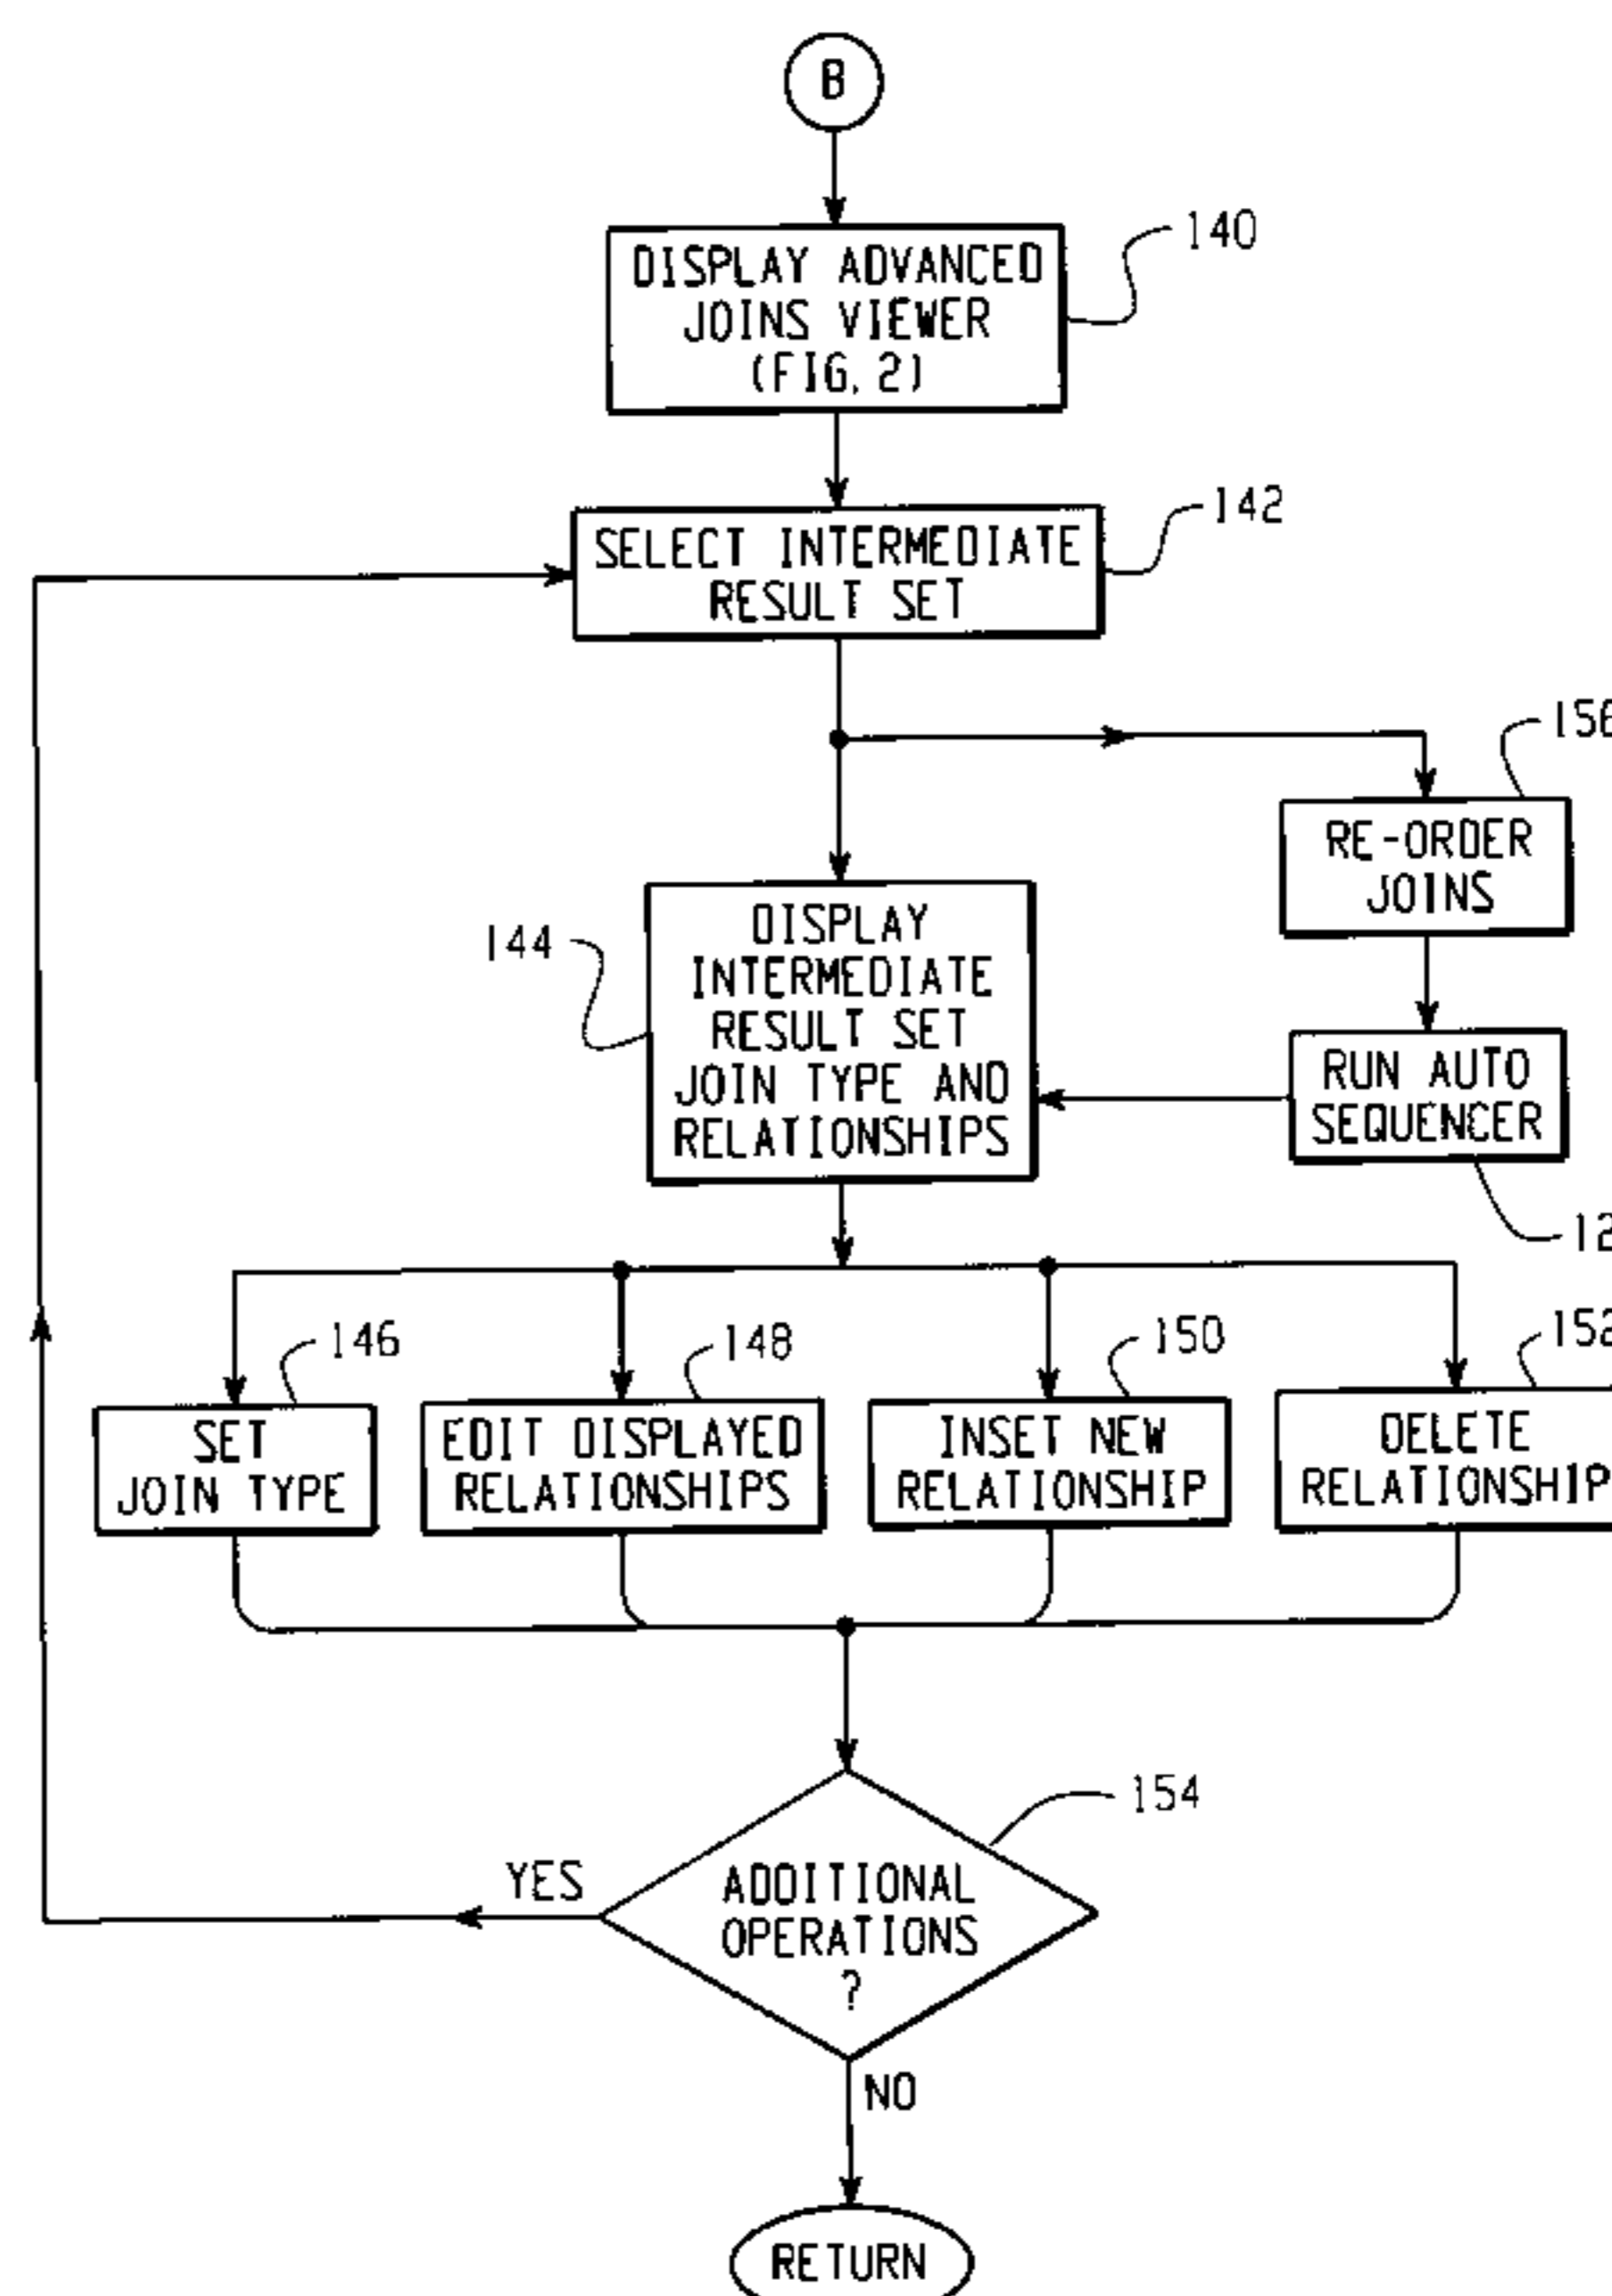 B
DISPLAY ADVANCED
JOINS VIEWER
(FIG. 2)
140
SELECT INTERMEDIATE
RESULT SET
142
156
RE-ORDER
JOINS
144
DISPLAY
INTERMEDIATE
RESULT SET
JOIN TYPE AND
RELATIONSHIPS
RUN AUTO
SEQUENCER
146
148
150
152
SET
JOIN TYPE
EDIT DISPLAYED
RELATIONSHIPS
INSET NEW
RELATIONSHIP
DELETE
RELATIONSHIP
154
YES
ADDITIONAL
OPERATIONS
?
NO
RETURN